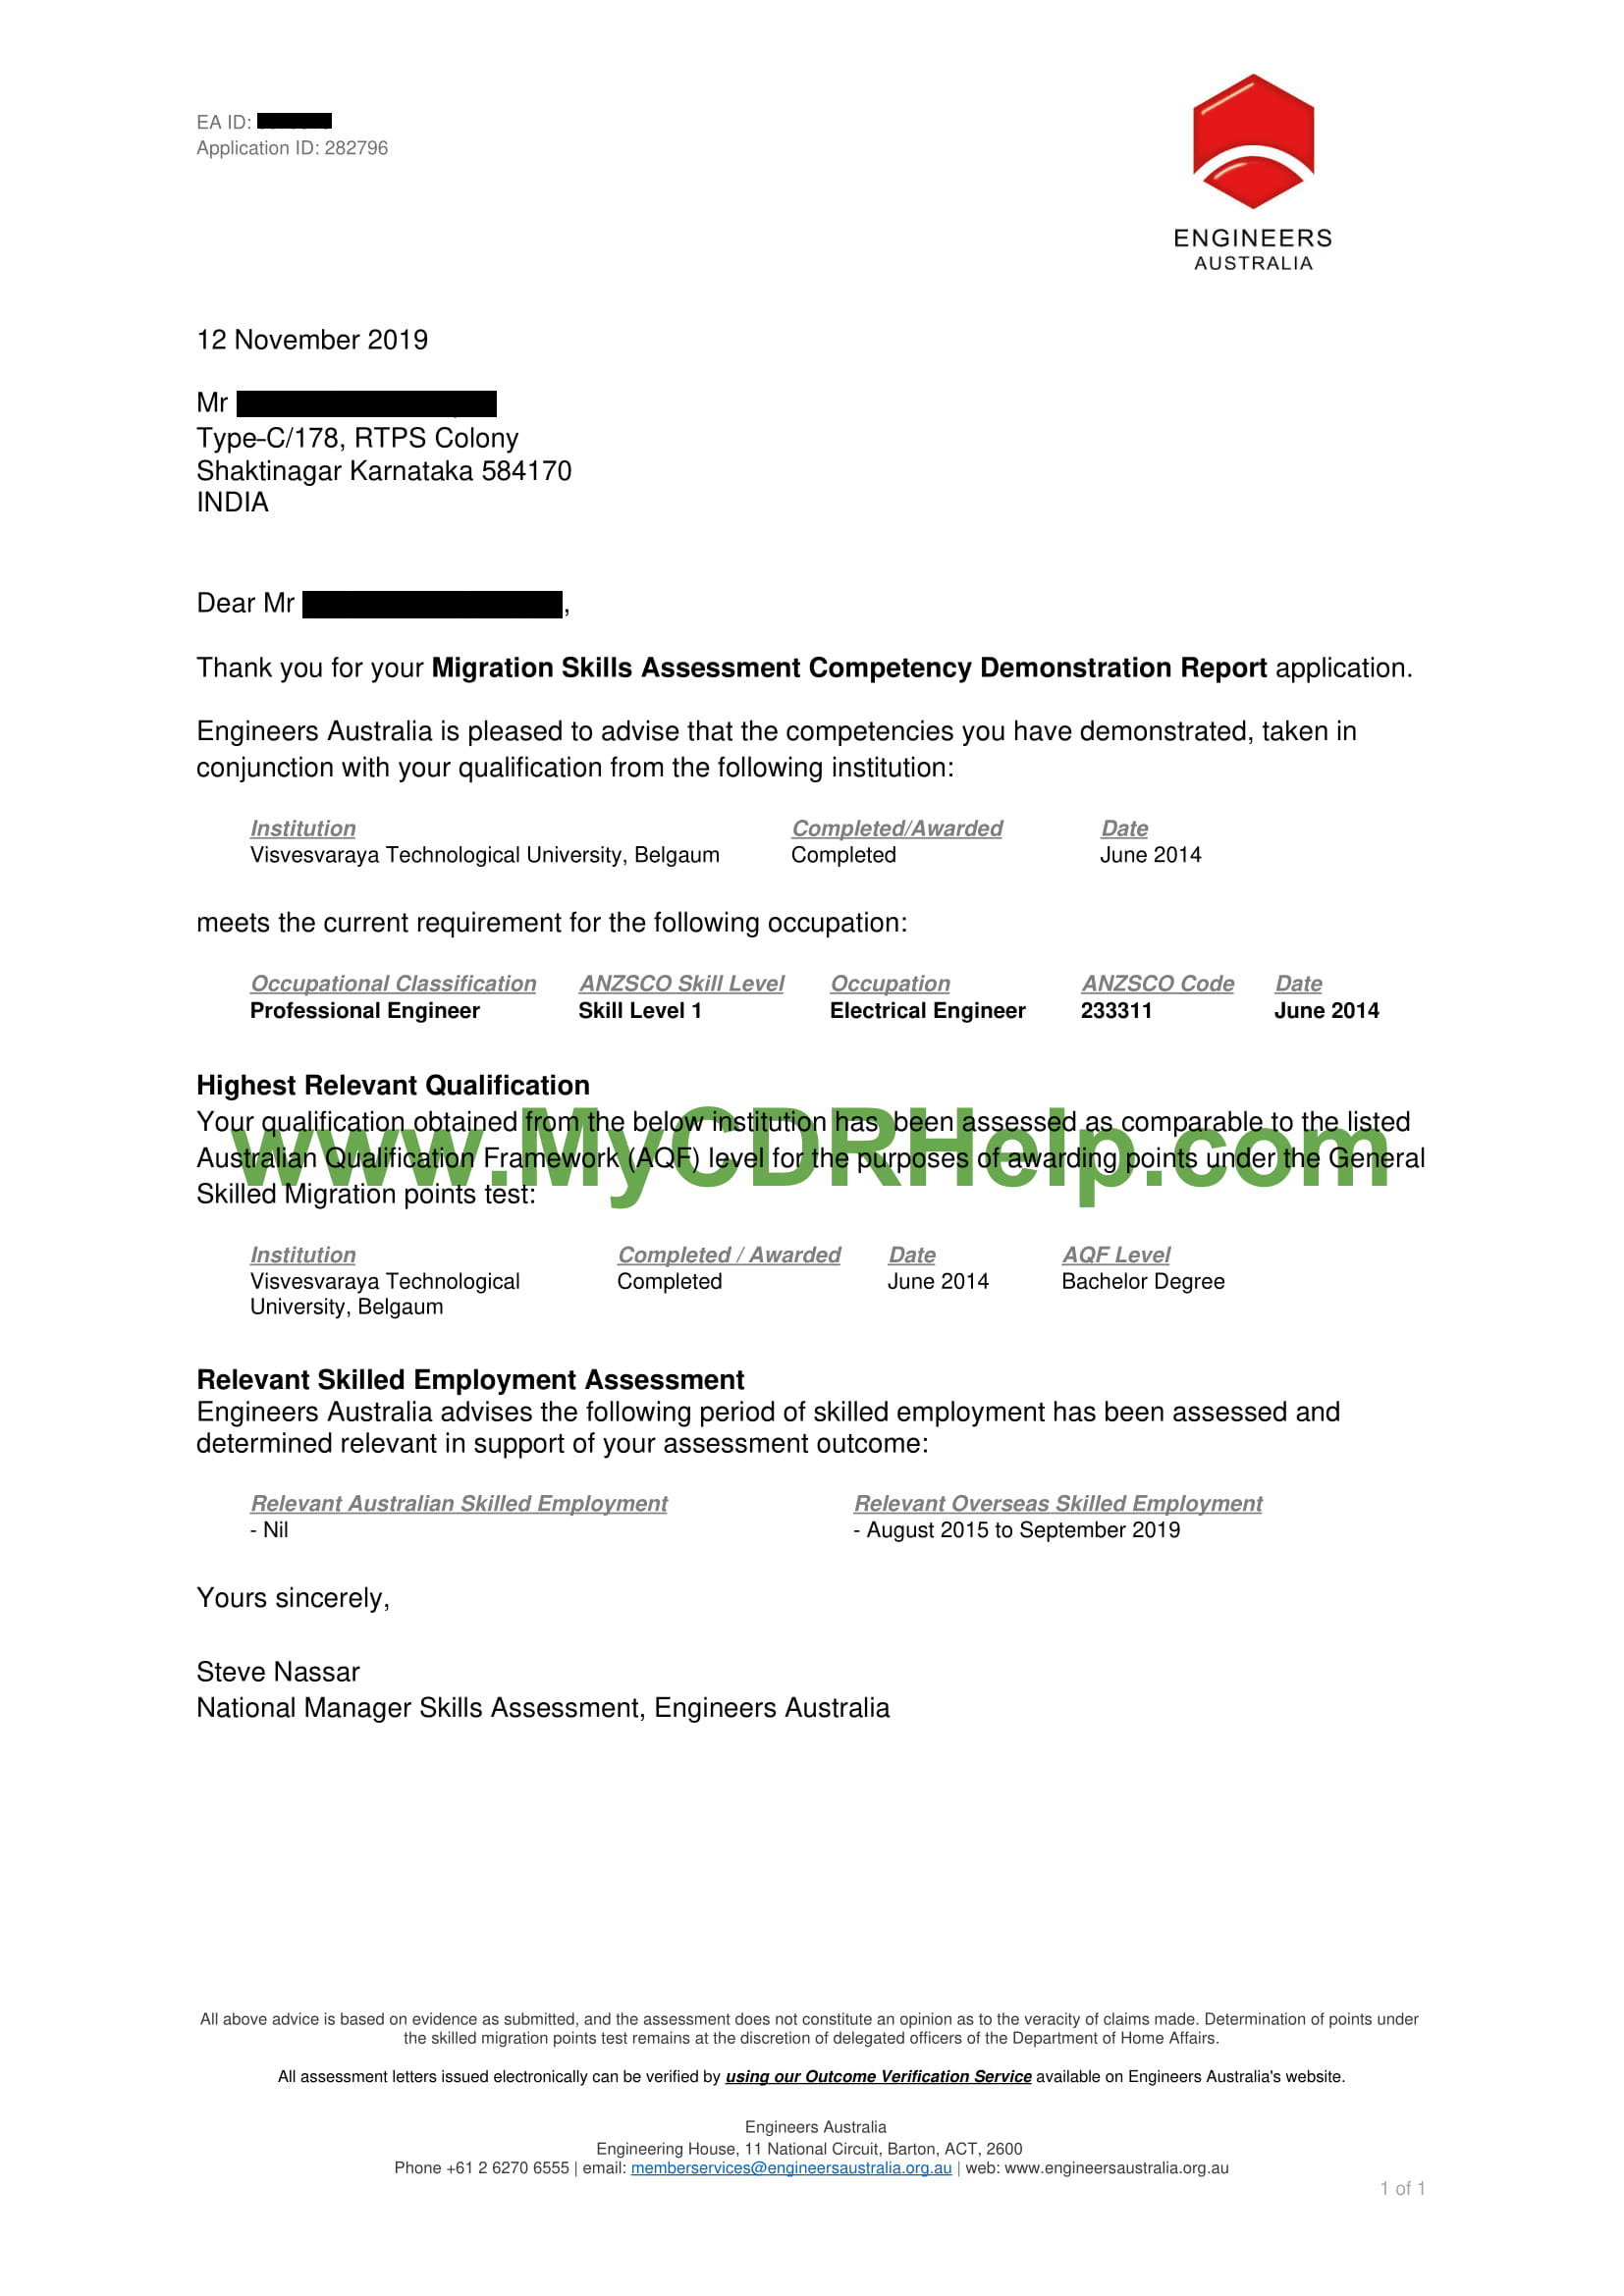 EA ID:
Application ID: 282796
ENGINEERS
AUSTRALIA
12 November 2019
Mr
Type-C/178, RTPS Colony
Shaktinagar Karnataka 584170
INDIA
Dear Mr ,
Thank you for your Migration Skills Assessment Competency Demonstration Report application.
Engineers Australia is pleased to advise that the competencies you have demonstrated, taken in
conjunction with your qualification from the following institution:
Institution Completed/Awarded Date
Visvesvaraya Technological University, Belgaum Completed June 2014
meets the current requirement for the following occupation:
Occupational Classification ANZSCO Skill Level Occupation ANZSCO Code Date
Professional Engineer Skill Level 1 Electrical Engineer 233311 June 2014
Highest Relevant Qualification
Your qualification obtained from the below institution has been assessed as comparable to the listed
Australian Qualification Framework (AQF) level for the purposes of awarding points under the General
Skilled Migration points test:
www.MyCDRHelp.com
Institution Completed / Awarded Date AQF Level
Visvesvaraya Technological Completed June 2014 Bachelor Degree
University, Belgaum
Relevant Skilled Employment Assessment
Engineers Australia advises the following period of skilled employment has been assessed and
determined relevant in support of your assessment outcome:
Relevant Australian Skilled Employment Relevant Overseas Skilled Employment
- Nil - August 2015 to September 2019
Yours sincerely,
Steve Nassar
National Manager Skills Assessment, Engineers Australia
All above advice is based on evidence as submitted, and the assessment does not constitute an opinion as to the veracity of claims made. Determination of points under
the skilled migration points test remains at the discretion of delegated officers of the Department of Home Affairs.
All assessment letters issued electronically can be verified by using our Outcome Verification Service available on Engineers Australia's website.
Engineers Australia
Engineering House, 11 National Circuit, Barton, ACT, 2600
Phone +61 2 6270 6555 | email: memberservices@engineersaustralia.org.au | web: www.engineersaustralia.org.au
1 of 1